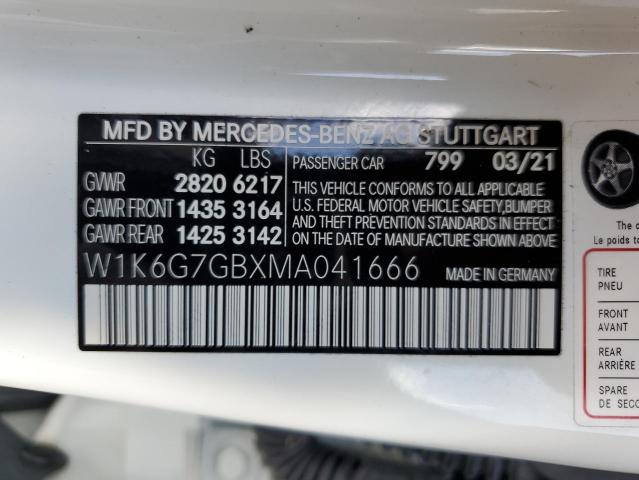 MFD BY MERCEDES-BENZ AG STUTTGART
KG LBS PASSENGER CAR 799 03/21
GVWR 2820 6217
GAWR FRONT 1435 3164
GAWR REAR 1425 3142
THIS VEHICLE CONFORMS TO ALL APPLICABLE
U.S. FEDERAL MOTOR VEHICLE SAFETY, BUMPER
AND THEFT PREVENTION STANDARDS IN EFFECT
ON DATE OF MANUFACTURE SHOWN ABOVE.
W1K6G7GBXMA041666 MADE IN GERMANY
The
Le poids to
TIRE
PNEU
FRONT
AVANT
REAR
ARRIÈRE
SPARE
DE SECO